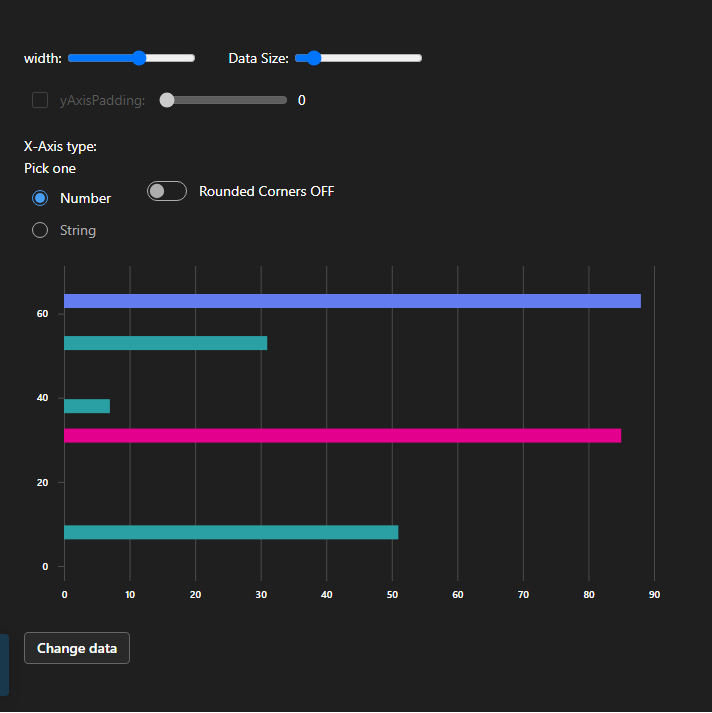 width: Data Size:
yAxisPadding: 0
X-Axis type:
Pick one
Number
Rounded Corners OFF
String
60
40
20
0
0 10 20 30 40 50 60 70 80 90
Change data